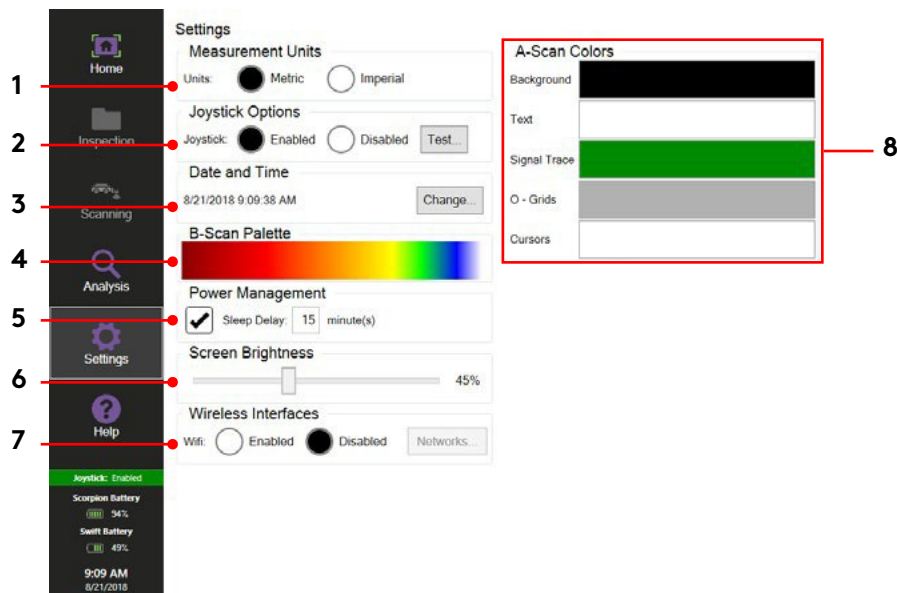 Settings
Home
Inspection
Scanning
Analysis
Settings
Help
Joystick: Enabled
Scorpion Battery
94%
Swift Battery
49%
9:09 AM
8/21/2018
1
Measurement Units
Units: Metric Imperial
2
Joystick Options
Joystick: Enabled Disabled Test...
3
Date and Time
8/21/2018 9:09:38 AM Change...
4
B-Scan Palette
5
Power Management
Sleep Delay: 15 minute(s)
6
Screen Brightness
45%
7
Wireless Interfaces
Wifi: Enabled Disabled Networks...
8
A-Scan Colors
Background
Text
Signal Trace
O - Grids
Cursors